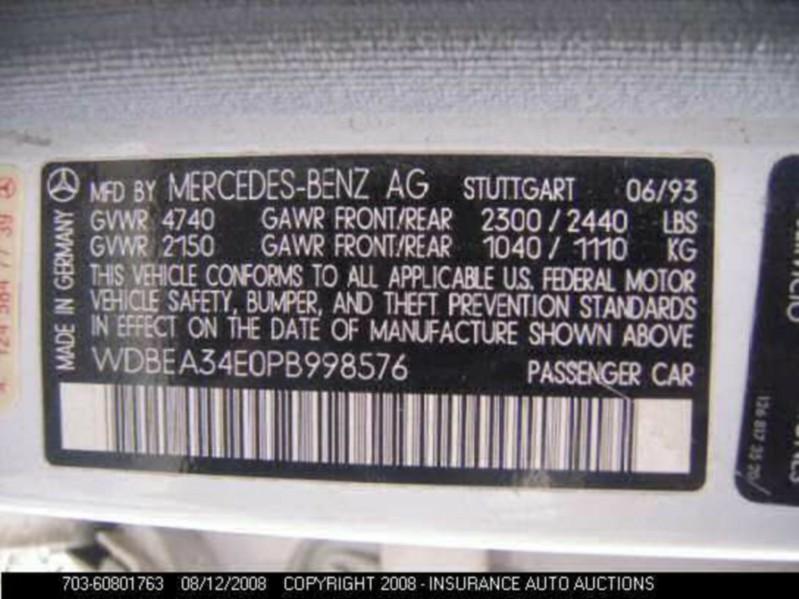 MFD BY MERCEDES-BENZ AG STUTTGART 06/93
GVWR 4740 GAWR FRONT/REAR 2300 / 2440 LBS
GVWR 2150 GAWR FRONT/REAR 1040 / 1110 KG
THIS VEHICLE CONFORMS TO ALL APPLICABLE U.S. FEDERAL MOTOR
VEHICLE SAFETY, BUMPER, AND THEFT PREVENTION STANDARDS
IN EFFECT ON THE DATE OF MANUFACTURE SHOWN ABOVE
WDBEA34E0PB998576 PASSENGER CAR
MADE IN GERMANY
703-60801763 08/12/2008 COPYRIGHT 2008 - INSURANCE AUTO AUCTIONS